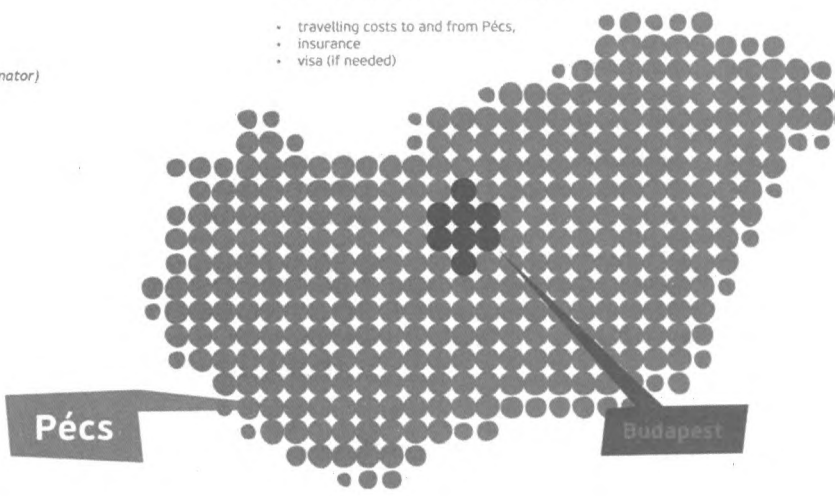 • travelling costs to and from Pécs,
• insurance
• visa (if needed)
nator)
Pécs
Budapest